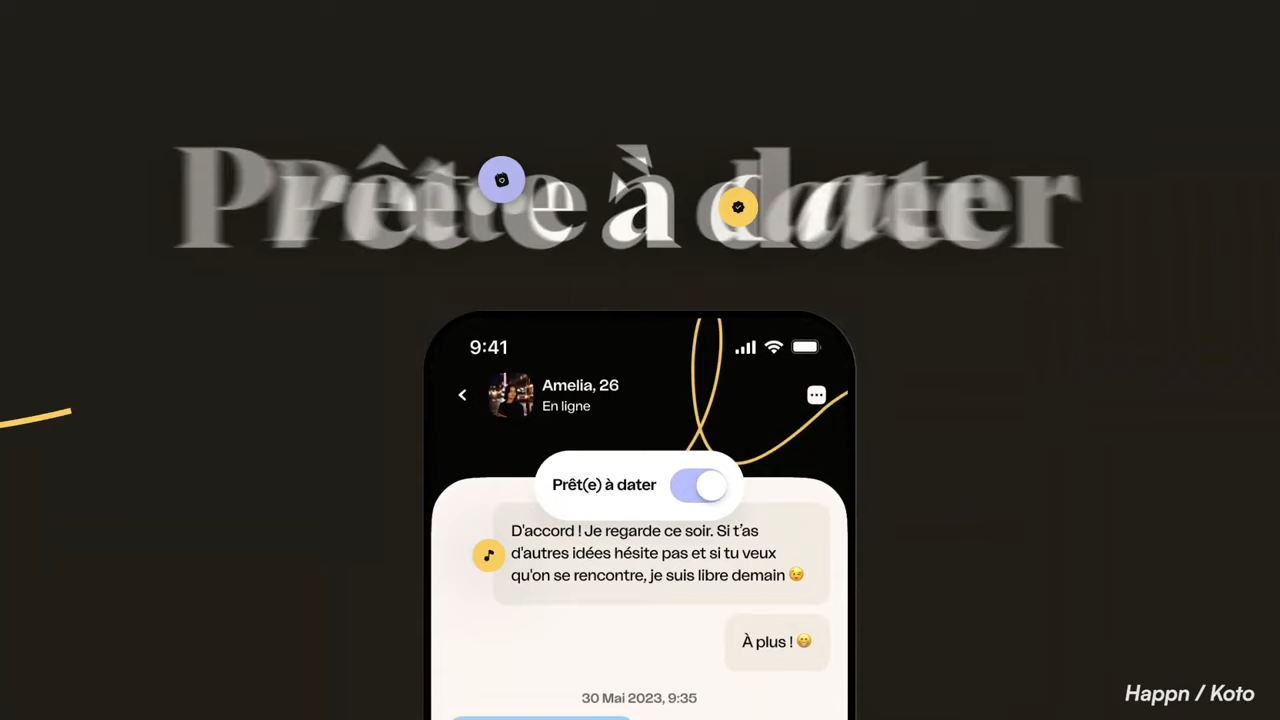 Prête à dater
9:41
Amelia, 26
En ligne
Prêt(e) à dater
D'accord ! Je regarde ce soir. Si t'as
d'autres idées hésite pas et si tu veux
qu'on se rencontre, je suis libre demain 😉
À plus ! 😁
30 Mai 2023, 9:35
Happn / Koto